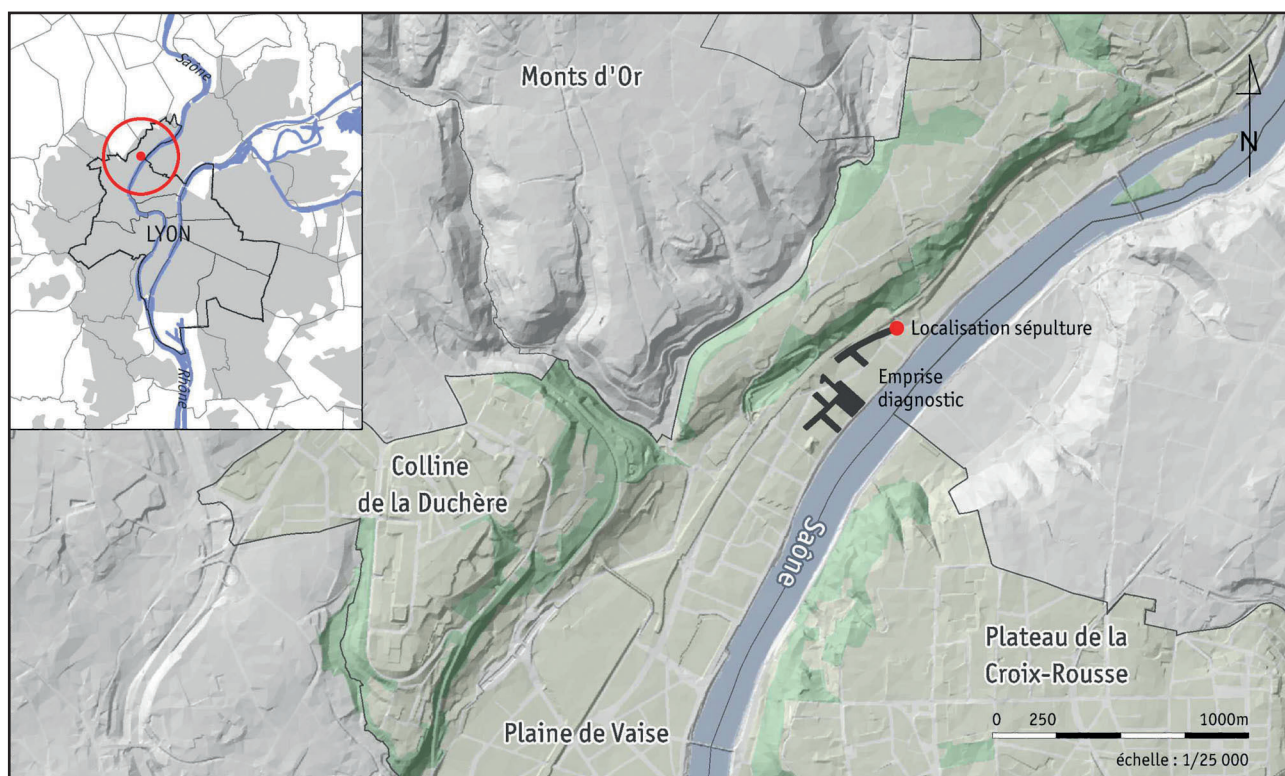 Saône
LYON
Rhône
Monts d'Or
N
Localisation sépulture
Emprise
diagnostic
Colline
de la Duchère
Saône
Plateau de la
Croix-Rousse
Plaine de Vaise
0 250 1000m
échelle : 1/25 000